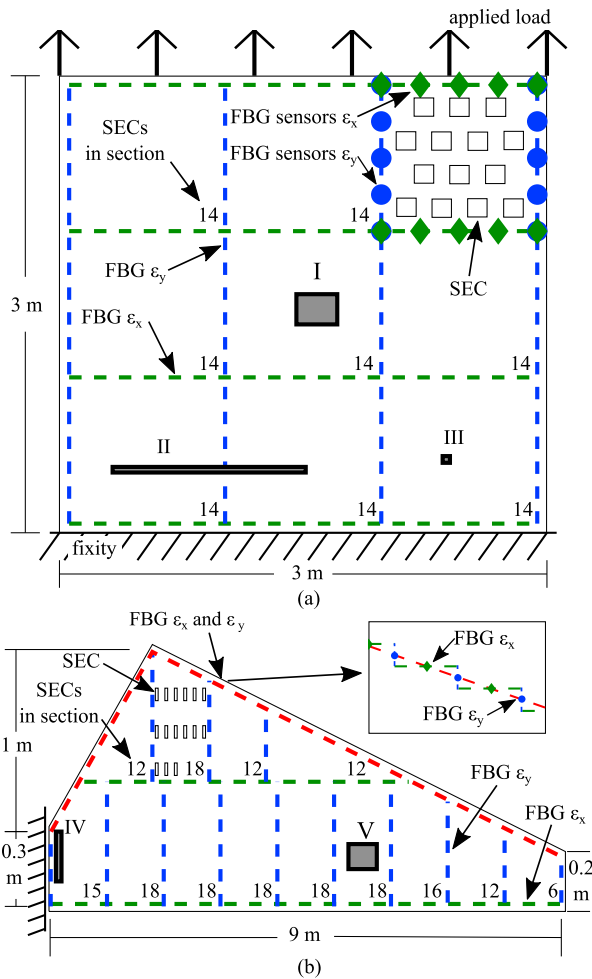 applied load
FBG sensors εx
SECs
in section
FBG sensors εy
14
14
FBG εy
SEC
I
3 m
FBG εx
14
14
14
II
III
14
14
14
fixity
3 m
(a)
FBG εx and εy
SEC
FBG εx
SECs
in section
FBG εy
1 m
12
18
12
12
FBG εy
FBG εx
IV
V
0.3
m
0.2
m
15
18
18
18
18
18
16
12
6
9 m
(b)